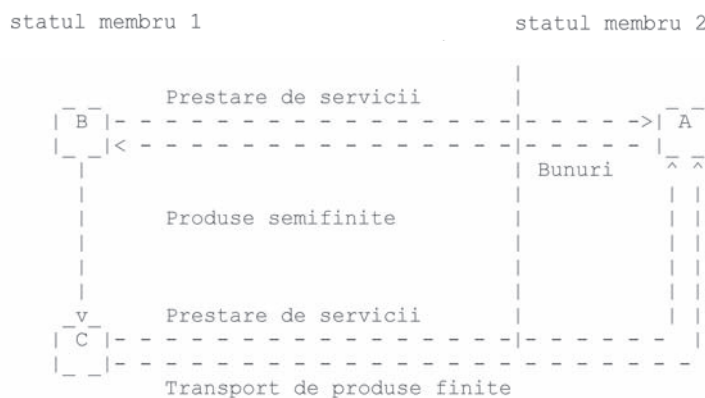 statul membru 1 statul membru 2
Prestare de servicii
B A
Bunuri
Produse semifinite
Prestare de servicii
C
Transport de produse finite